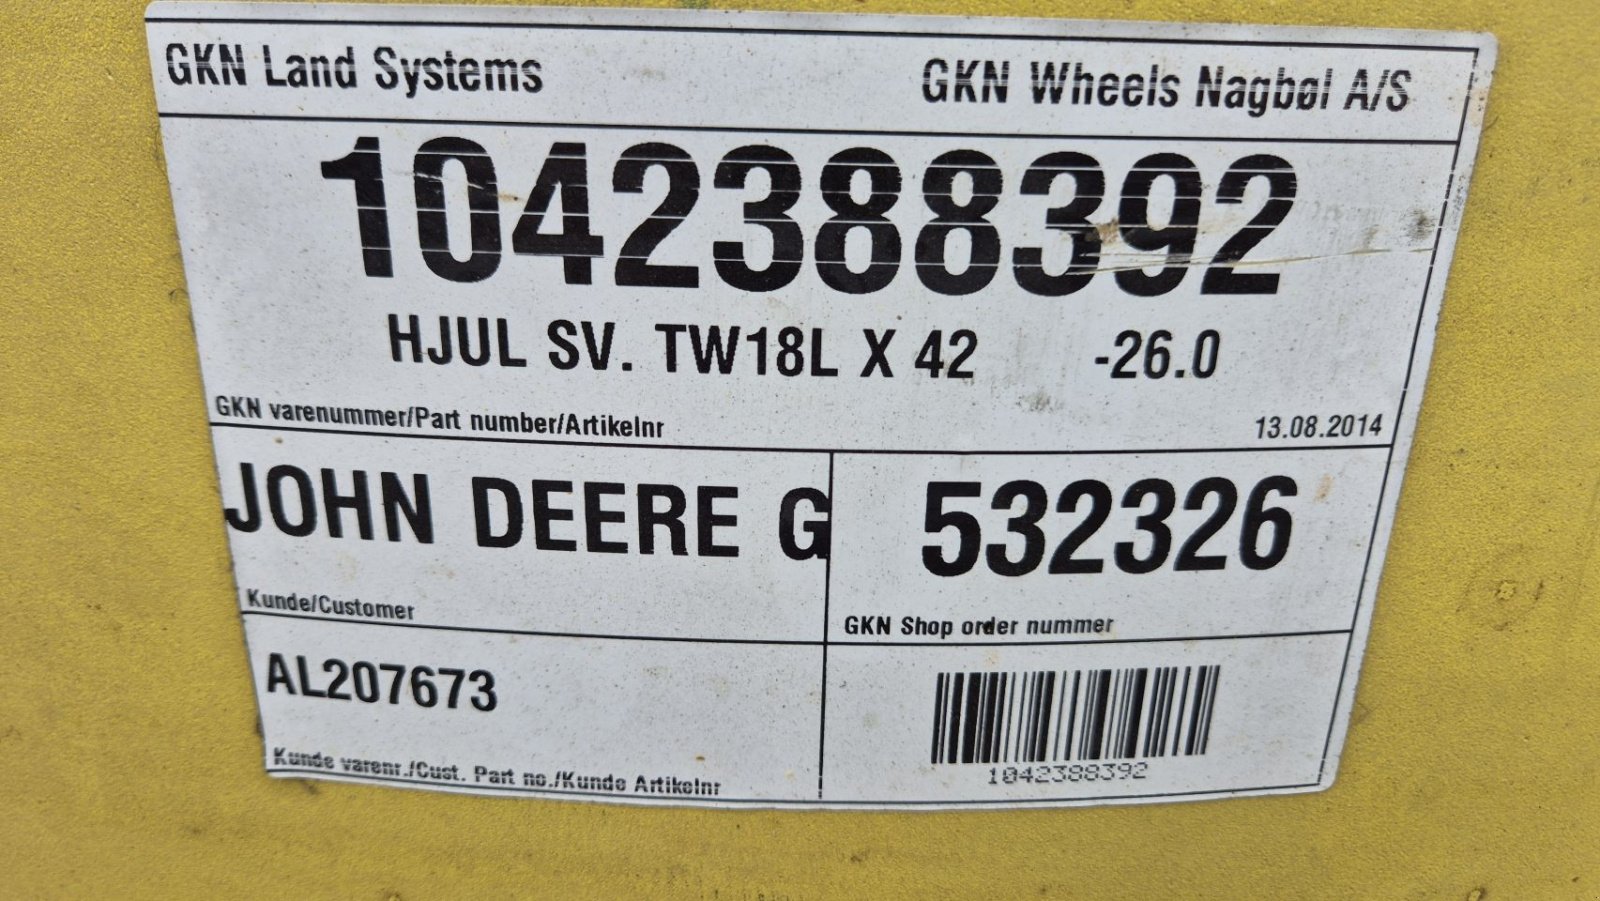 GKN Land Systems GKN Wheels Nagbøl A/S
1042388392
HJUL SV. TW18L X 42 -26.0
GKN varenummer/Part number/Artikelnr 13.08.2014
JOHN DEERE G 532326
Kunde/Customer GKN Shop order nummer
AL207673
Kunde varenr./Cust. Part no./Kunde Artikelnr
1042388392